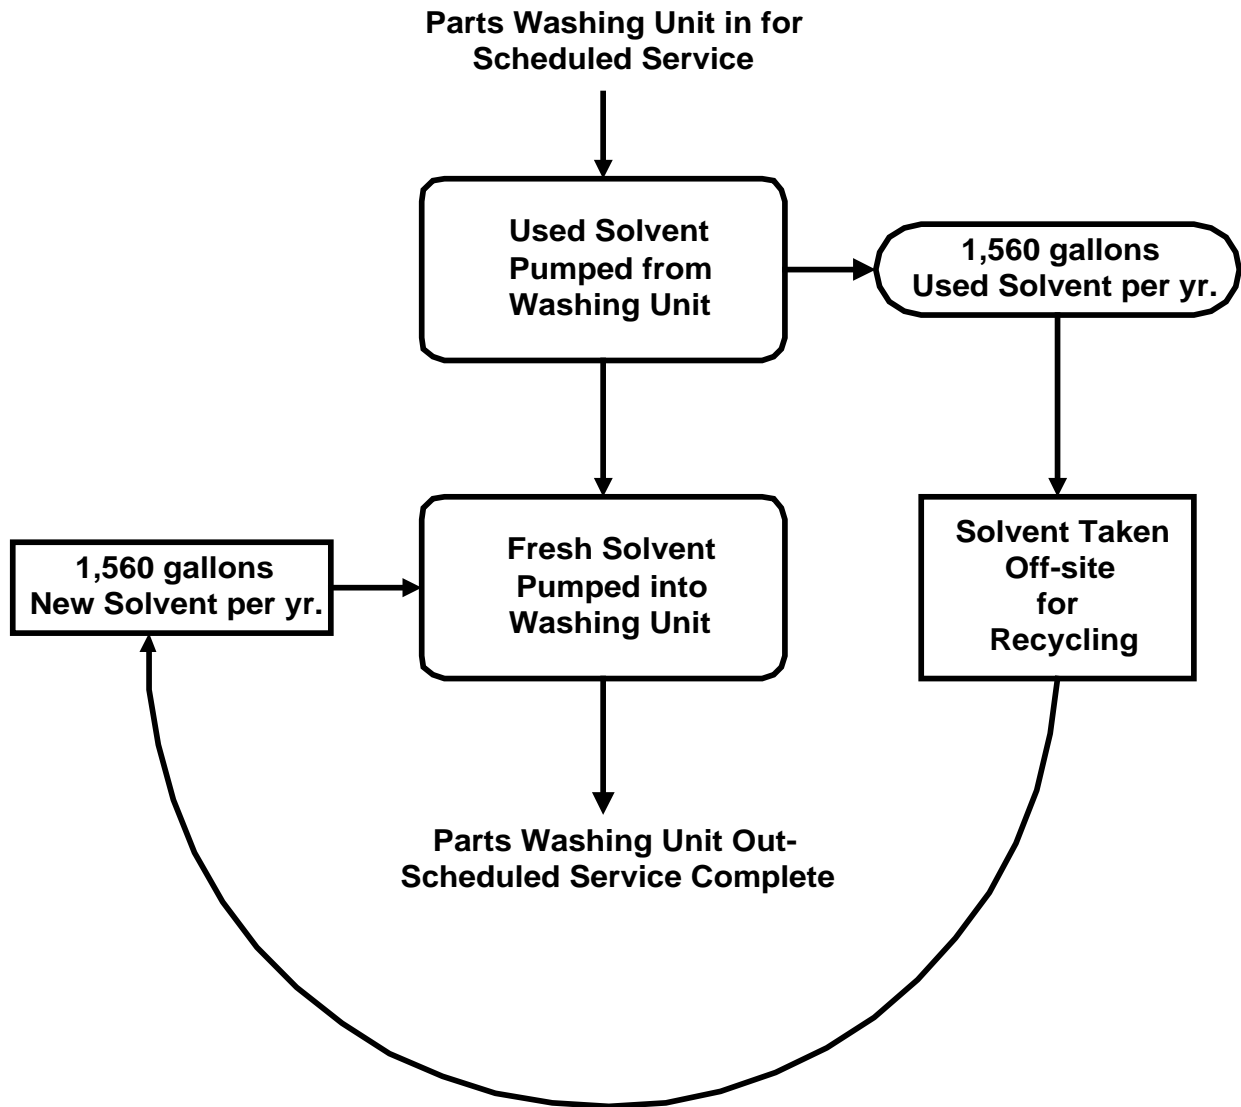 Parts Washing Unit in for
Scheduled Service
Used Solvent
Pumped from
Washing Unit
1,560 gallons
Used Solvent per yr.
1,560 gallons
New Solvent per yr.
Fresh Solvent
Pumped into
Washing Unit
Solvent Taken
Off-site
for
Recycling
Parts Washing Unit Out-
Scheduled Service Complete